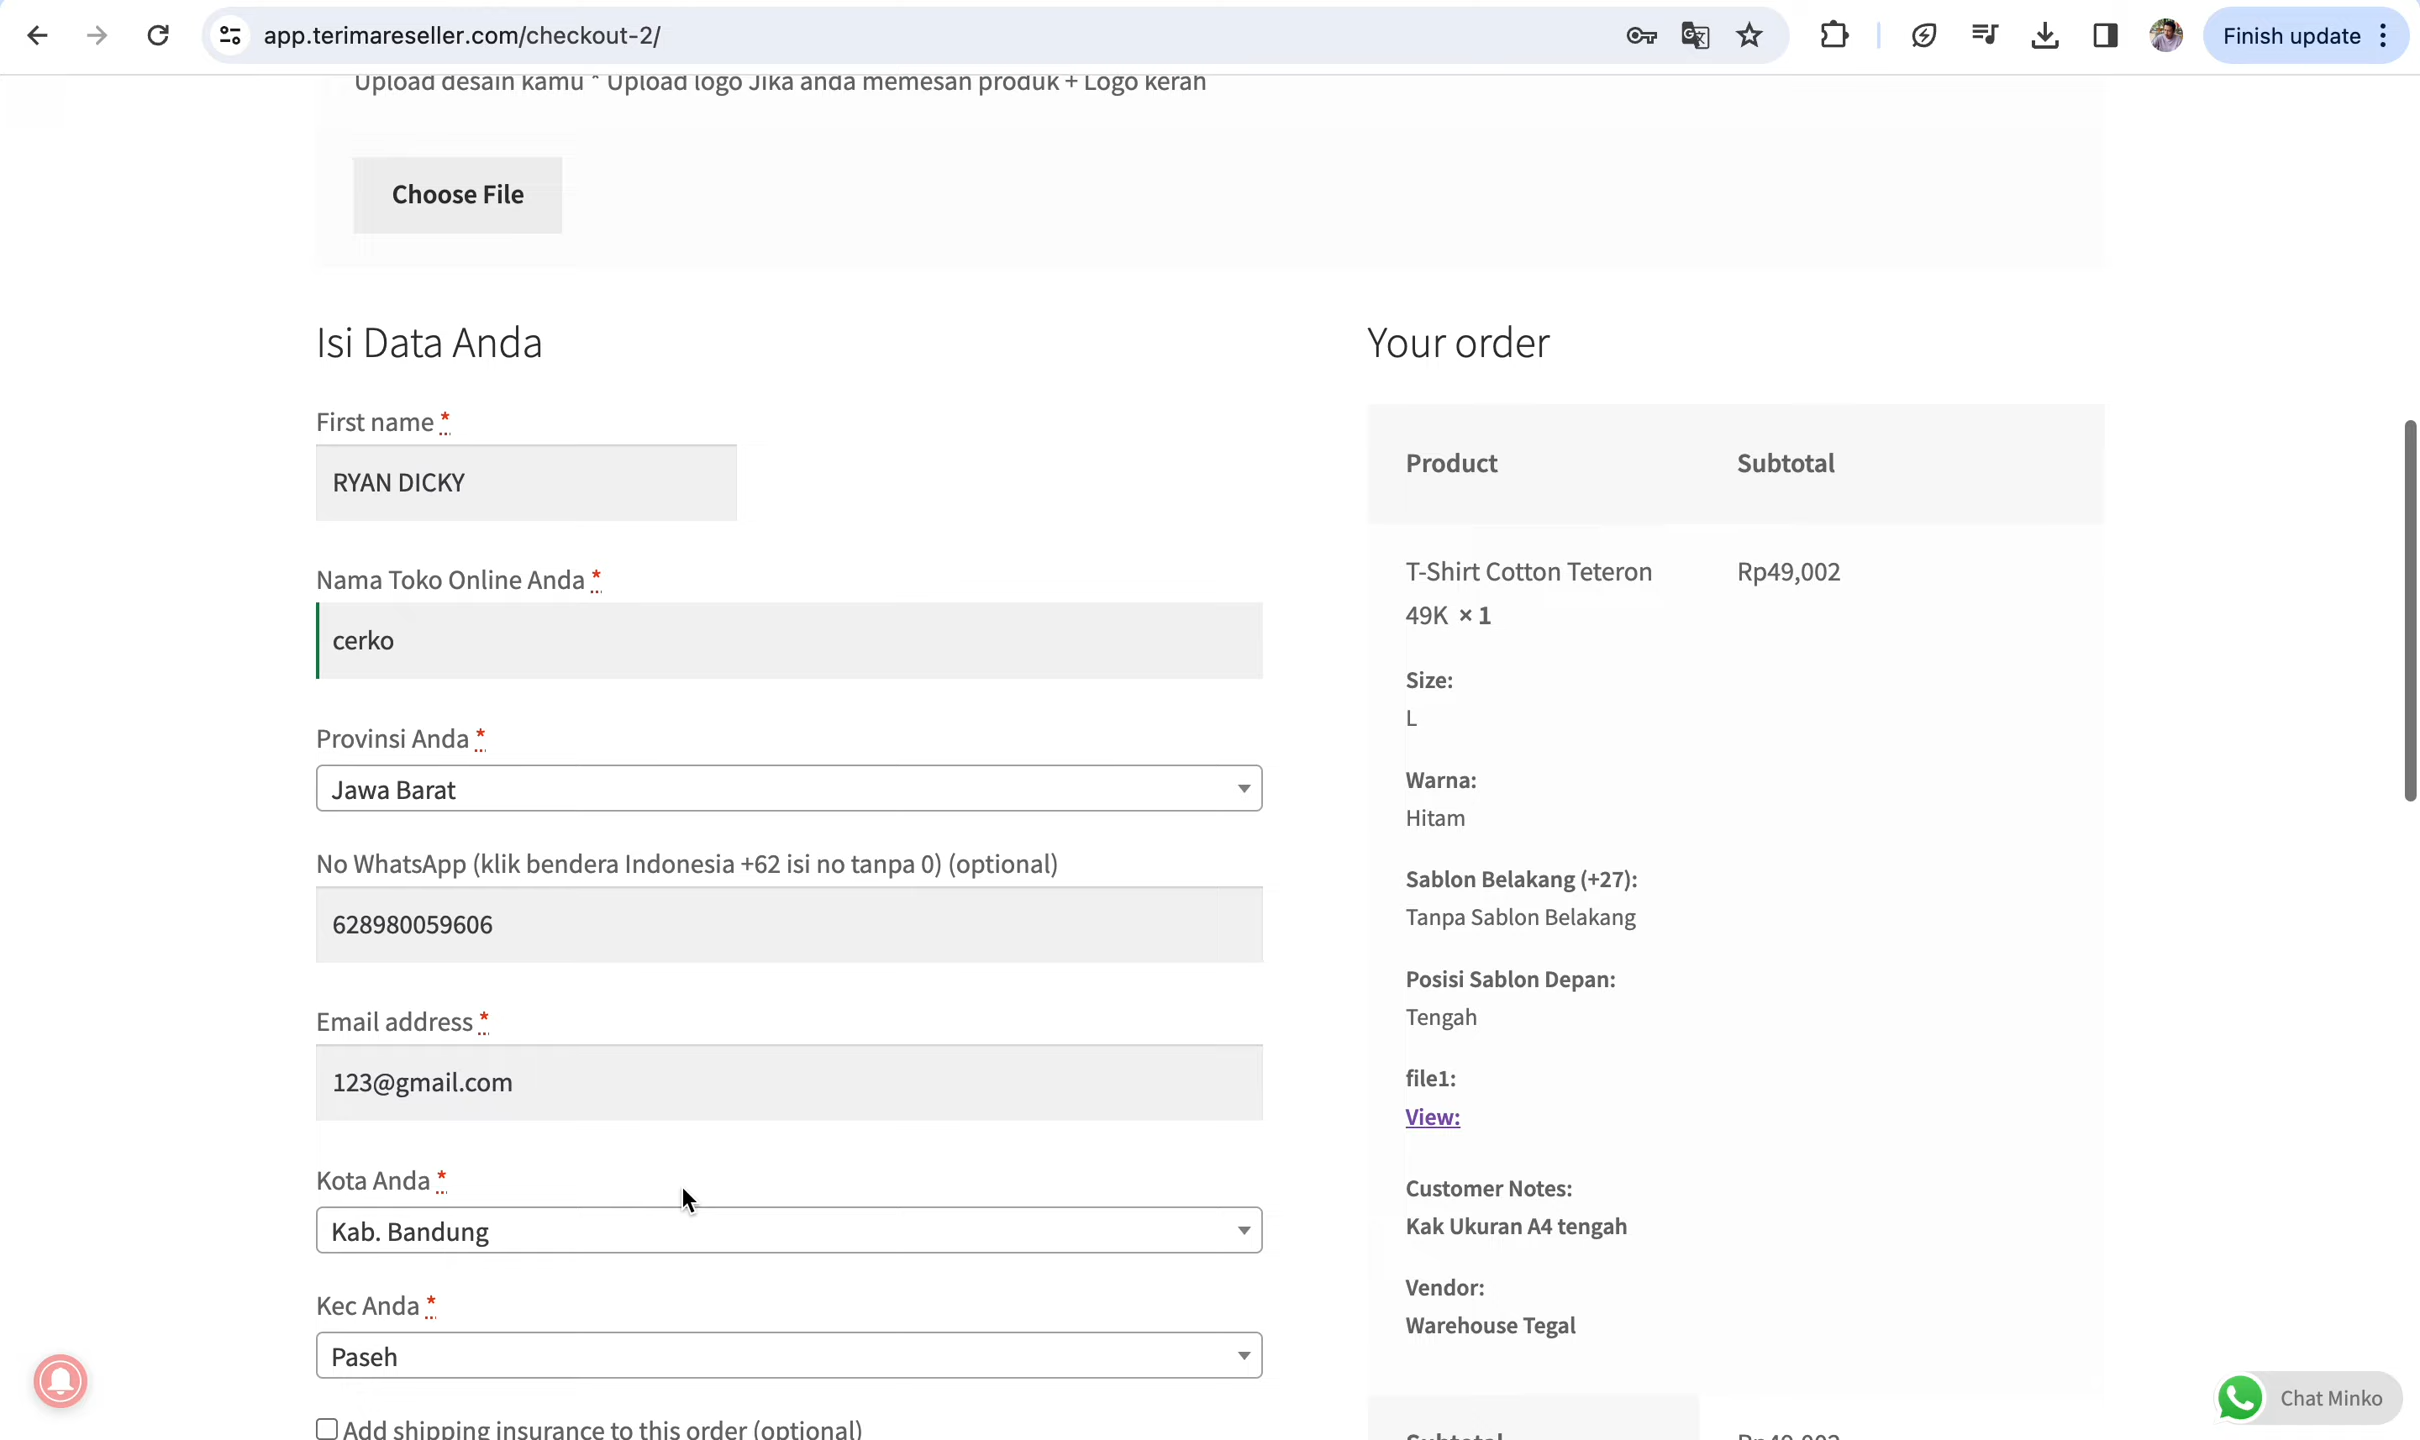 app.terimareseller.com/checkout-2/
Finish update
Upload desain kamu * Upload logo Jika anda memesan produk + Logo kerah
Choose File
Isi Data Anda
First name *
RYAN DICKY
Nama Toko Online Anda *
cerko
Provinsi Anda *
Jawa Barat
No WhatsApp (klik bendera Indonesia +62 isi no tanpa 0) (optional)
628980059606
Email address *
123@gmail.com
Kota Anda *
Kab. Bandung
Kec Anda *
Paseh
Add shipping insurance to this order (optional)
Your order
Product Subtotal
T-Shirt Cotton Teteron Rp49,002
49K × 1
Size:
L
Warna:
Hitam
Sablon Belakang (+27):
Tanpa Sablon Belakang
Posisi Sablon Depan:
Tengah
file1:
View:
Customer Notes:
Kak Ukuran A4 tengah
Vendor:
Warehouse Tegal
Subtotal Rp49,002
Chat Minko